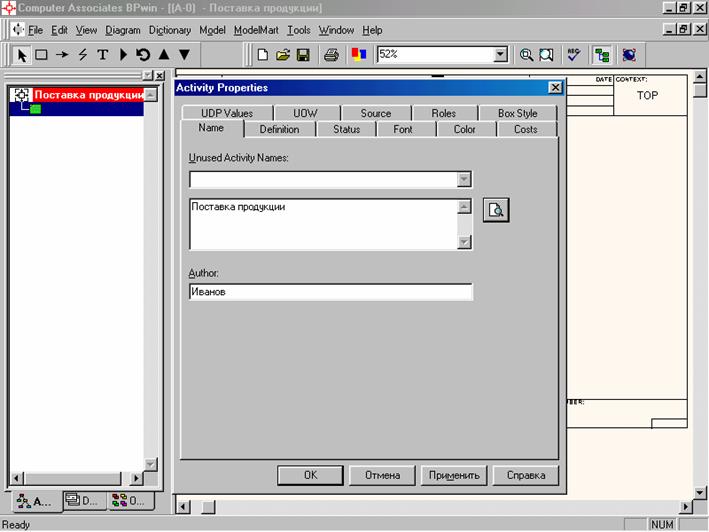 Computer Associates BPwin - [(A-0) - Поставка продукции]
File Edit View Diagram Dictionary Model ModelMart Tools Window Help
T 52% ABC
Поставка продукции
Activity Properties
DATE CONTEXT:
TOP
UDP Values UOW Source Roles Box Style
Name Definition Status Font Color Costs
Unused Activity Names:
Поставка продукции
Author:
Иванов
OK Отмена Применить Справка
A... D... O...
Ready NUM